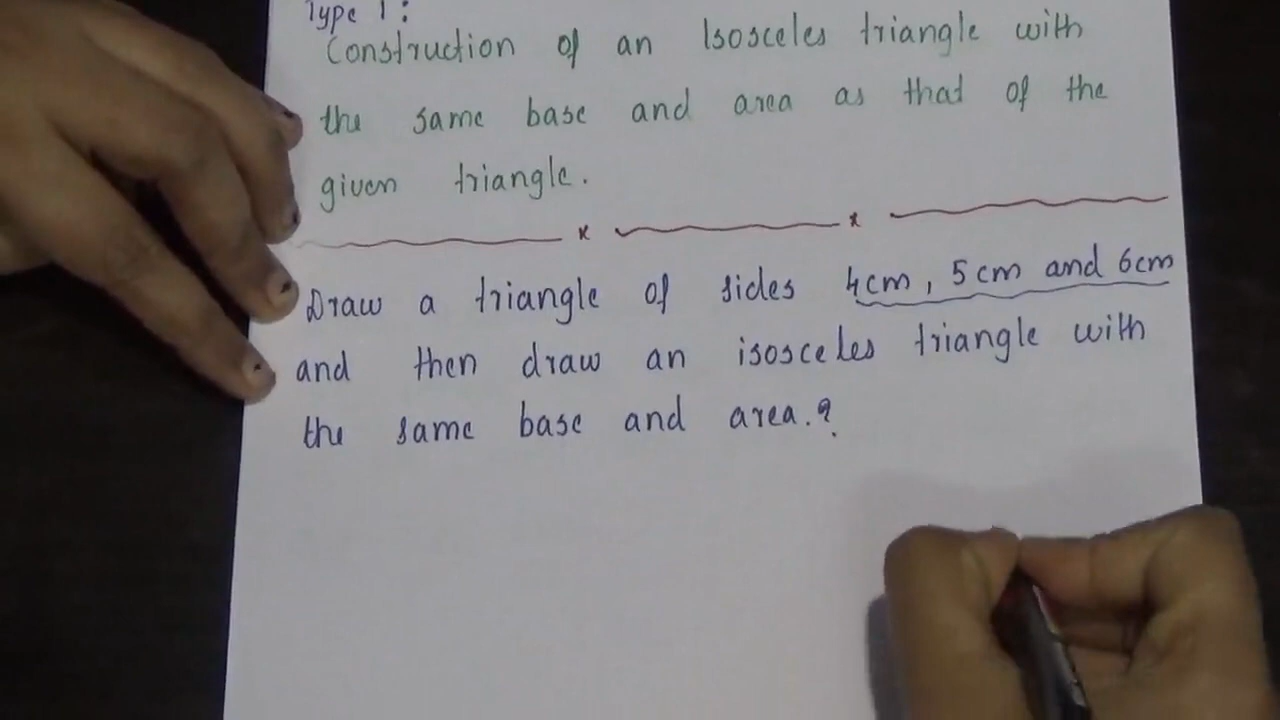 Type 1:
Construction of an Isosceles triangle with
the same base and area as that of the
given triangle.
Draw a triangle of sides 4cm, 5cm and 6cm
and then draw an isosceles triangle with
the same base and area.?